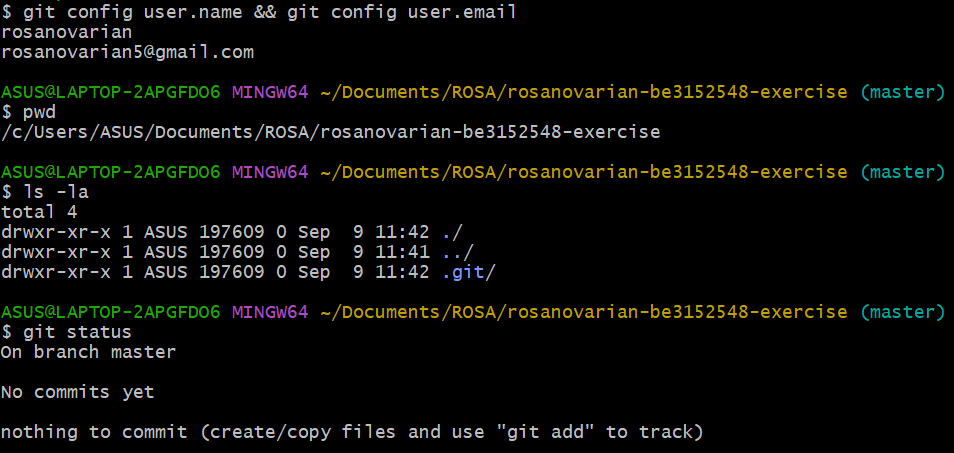 $ git config user.name && git config user.email
rosanovarian
rosanovarian5@gmail.com
ASUS@LAPTOP-2APGFDO6 MINGW64 ~/Documents/ROSA/rosanovarian-be3152548-exercise (master)
$ pwd
/c/Users/ASUS/Documents/ROSA/rosanovarian-be3152548-exercise
ASUS@LAPTOP-2APGFDO6 MINGW64 ~/Documents/ROSA/rosanovarian-be3152548-exercise (master)
$ ls -la
total 4
drwxr-xr-x 1 ASUS 197609 0 Sep  9 11:42 ./
drwxr-xr-x 1 ASUS 197609 0 Sep  9 11:41 ../
drwxr-xr-x 1 ASUS 197609 0 Sep  9 11:42 .git/
ASUS@LAPTOP-2APGFDO6 MINGW64 ~/Documents/ROSA/rosanovarian-be3152548-exercise (master)
$ git status
On branch master
No commits yet
nothing to commit (create/copy files and use "git add" to track)